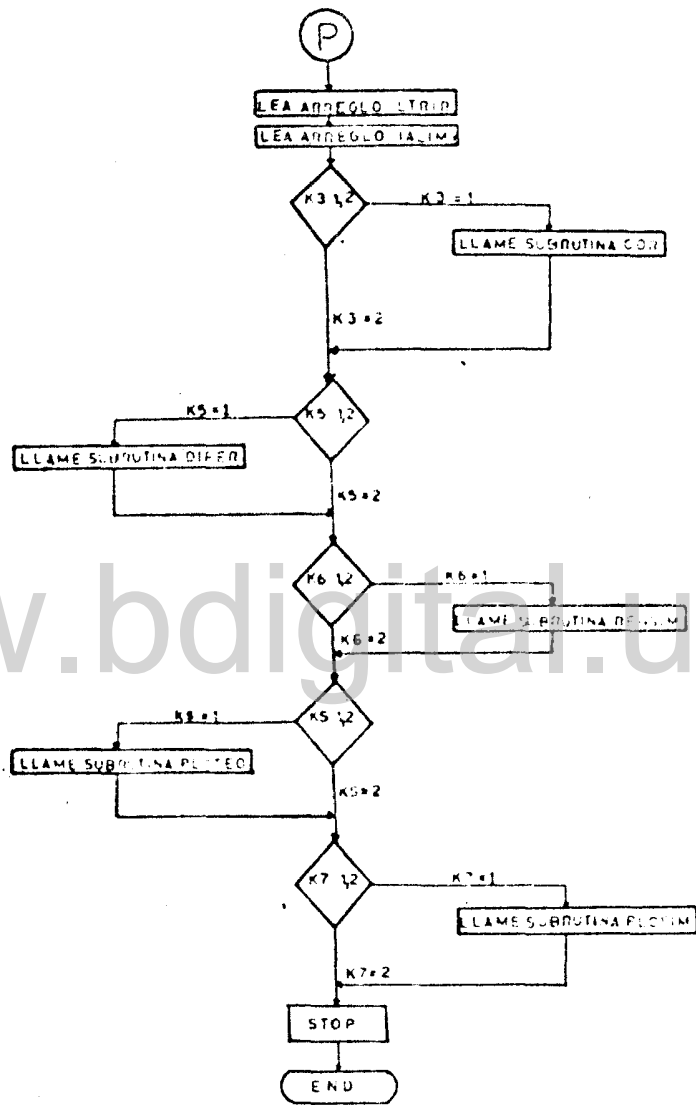 P
LEA ARREGLO LTRIP
LEA ARREGLO IALIM
K3 1,2
K3=1
LLAME SUBRUTINA COR
K3=2
K5=1
K5 1,2
LLAME SUBRUTINA DIFER
K5=2
K6 1,2
K6=1
LLAME SUBRUTINA
K6=2
www.bdigital.u
K5 1,2
=1
LLAME SUBRUTINA PLOTEO
K5=2
K7 1,2
K7=1
LLAME SUBRUTINA
K7=2
STOP
END